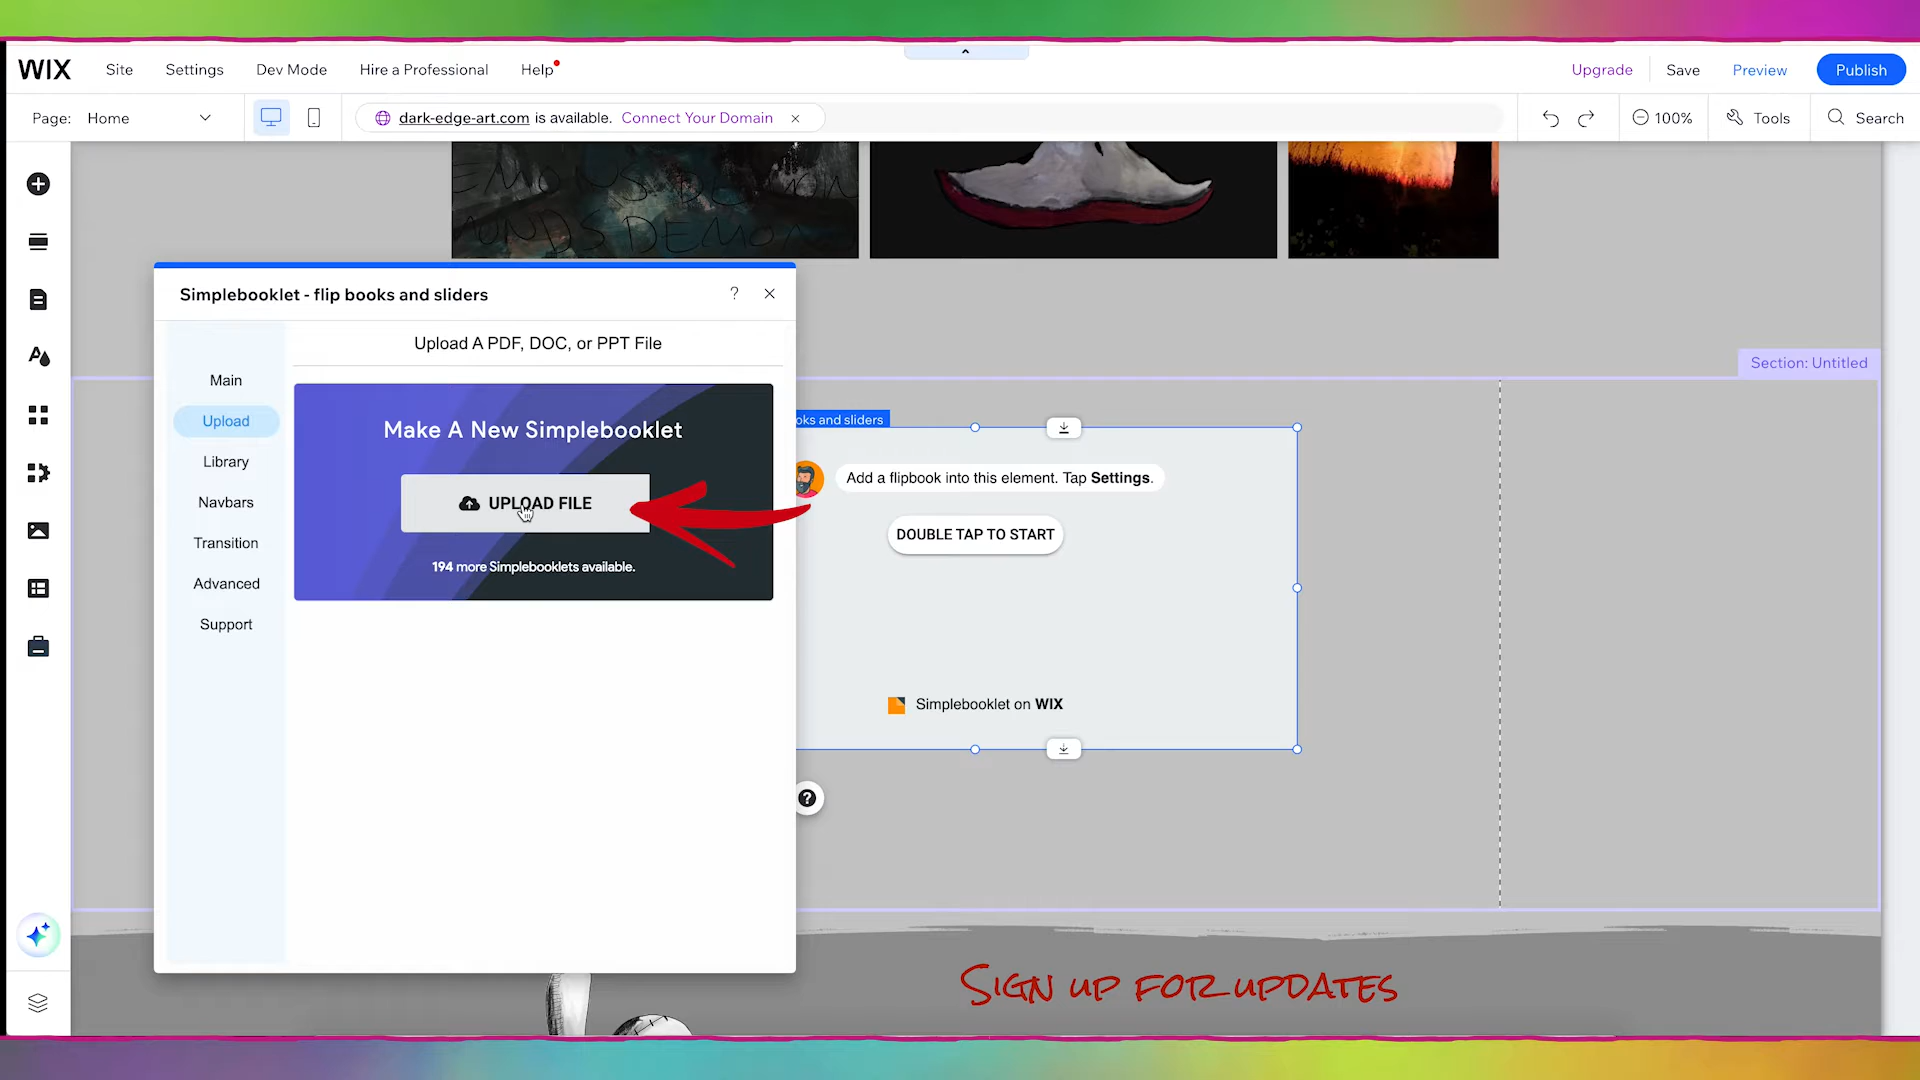 WIX
Site
Settings
Dev Mode
Hire a Professional
Help
Upgrade
Save
Preview
Publish
Page: Home
dark-edge-art.com is available. Connect Your Domain
100%
Tools
Search
Simplebooklet - flip books and sliders
?
Upload A PDF, DOC, or PPT File
Main
Upload
Library
Navbars
Transition
Advanced
Support
Make A New Simplebooklet
UPLOAD FILE
194 more Simplebooklets available.
Section: Untitled
oks and sliders
Add a flipbook into this element. Tap Settings.
DOUBLE TAP TO START
Simplebooklet on WIX
?
SIGN UP FOR UPDATES